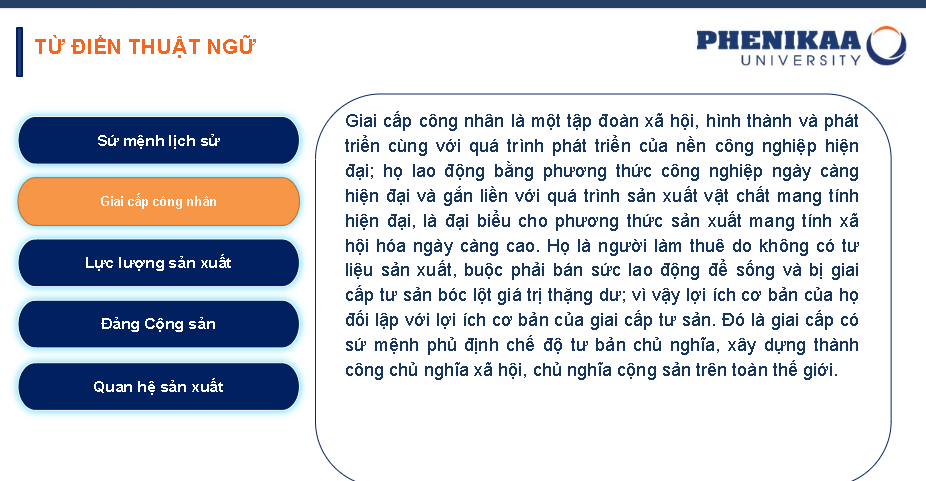 TỪ ĐIỂN THUẬT NGỮ
PHENIKAA
UNIVERSITY
Sứ mệnh lịch sử
Giai cấp công nhân
Lực lượng sản xuất
Đảng Cộng sản
Quan hệ sản xuất
Giai cấp công nhân là một tập đoàn xã hội, hình thành và phát
triển cùng với quá trình phát triển của nền công nghiệp hiện
đại; họ lao động bằng phương thức công nghiệp ngày càng
hiện đại và gắn liền với quá trình sản xuất vật chất mang tính
hiện đại, là đại biểu cho phương thức sản xuất mang tính xã
hội hóa ngày càng cao. Họ là người làm thuê do không có tư
liệu sản xuất, buộc phải bán sức lao động để sống và bị giai
cấp tư sản bóc lột giá trị thặng dư; vì vậy lợi ích cơ bản của họ
đối lập với lợi ích cơ bản của giai cấp tư sản. Đó là giai cấp có
sứ mệnh phủ định chế độ tư bản chủ nghĩa, xây dựng thành
công chủ nghĩa xã hội, chủ nghĩa cộng sản trên toàn thế giới.